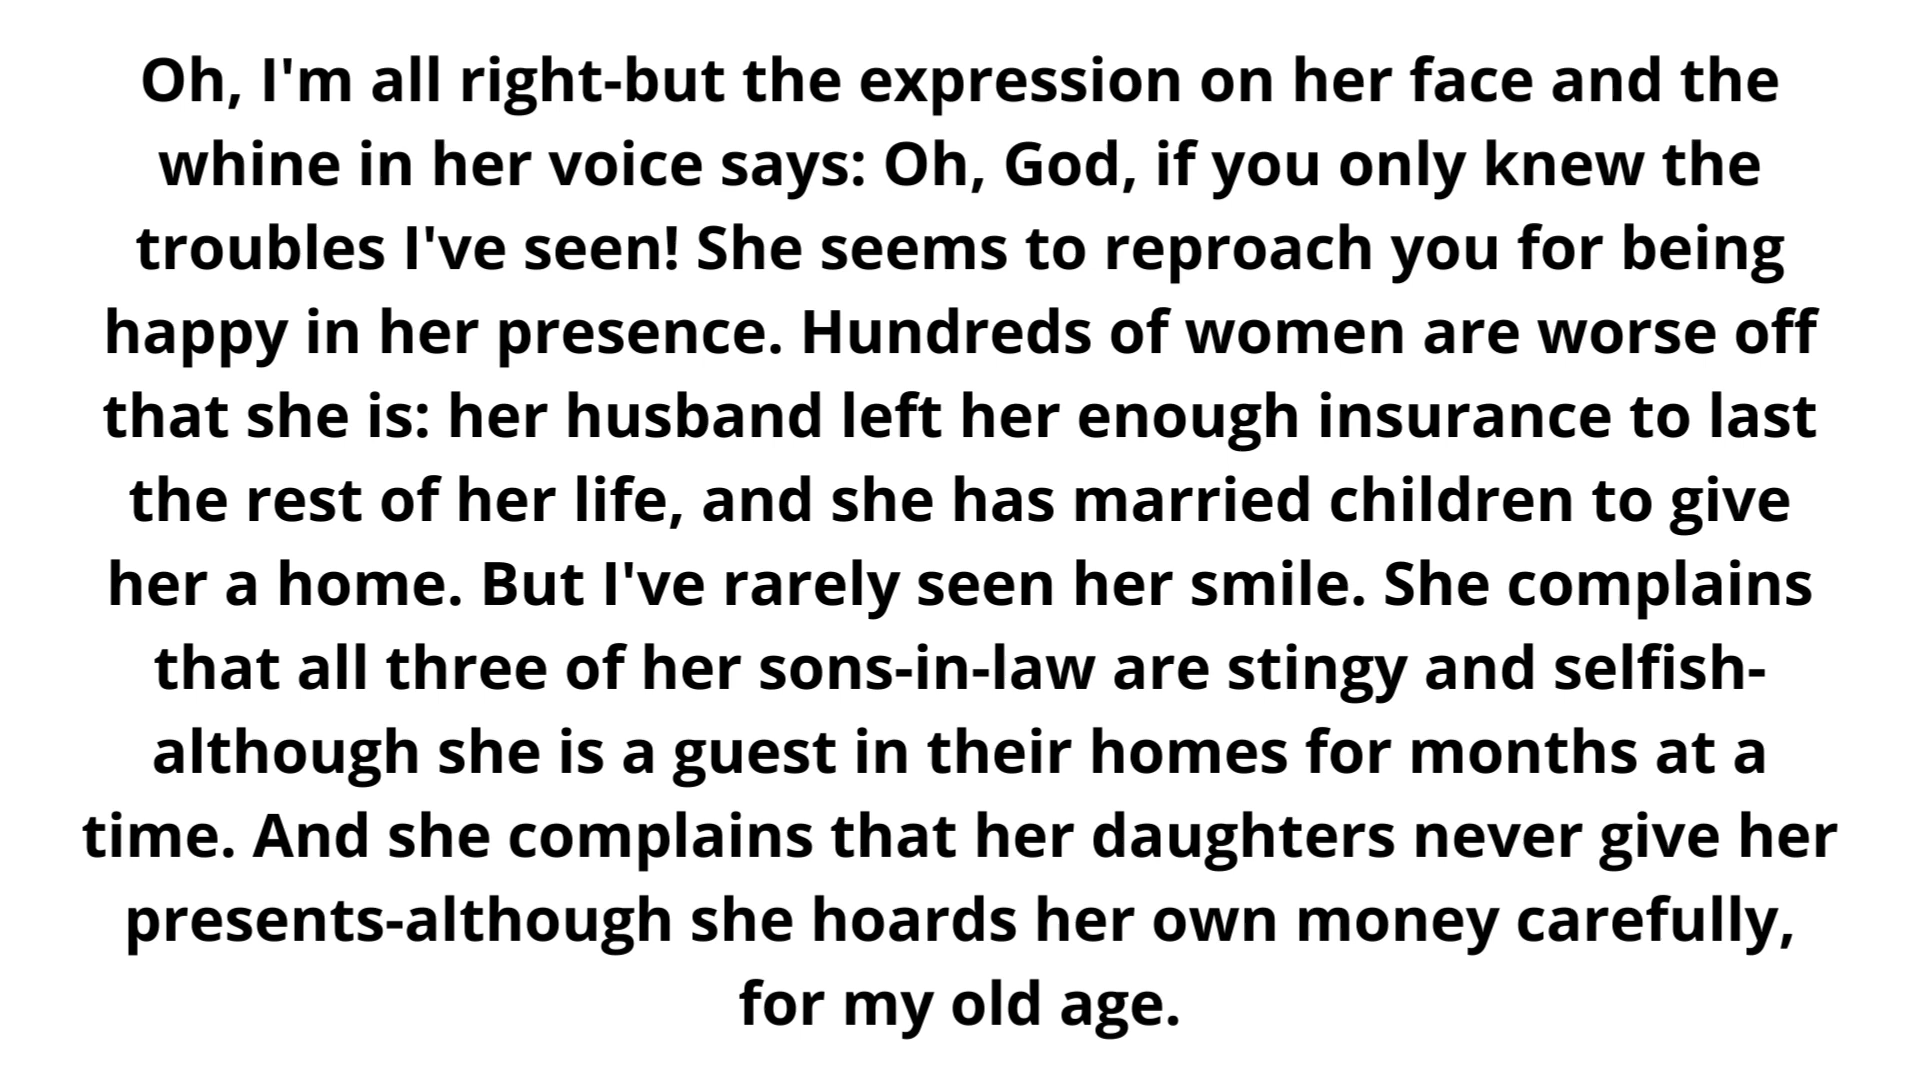 Oh, I'm all right-but the expression on her face and the
whine in her voice says: Oh, God, if you only knew the
troubles I've seen! She seems to reproach you for being
happy in her presence. Hundreds of women are worse off
that she is: her husband left her enough insurance to last
the rest of her life, and she has married children to give
her a home. But I've rarely seen her smile. She complains
that all three of her sons-in-law are stingy and selfish-
although she is a guest in their homes for months at a
time. And she complains that her daughters never give her
presents-although she hoards her own money carefully,
for my old age.